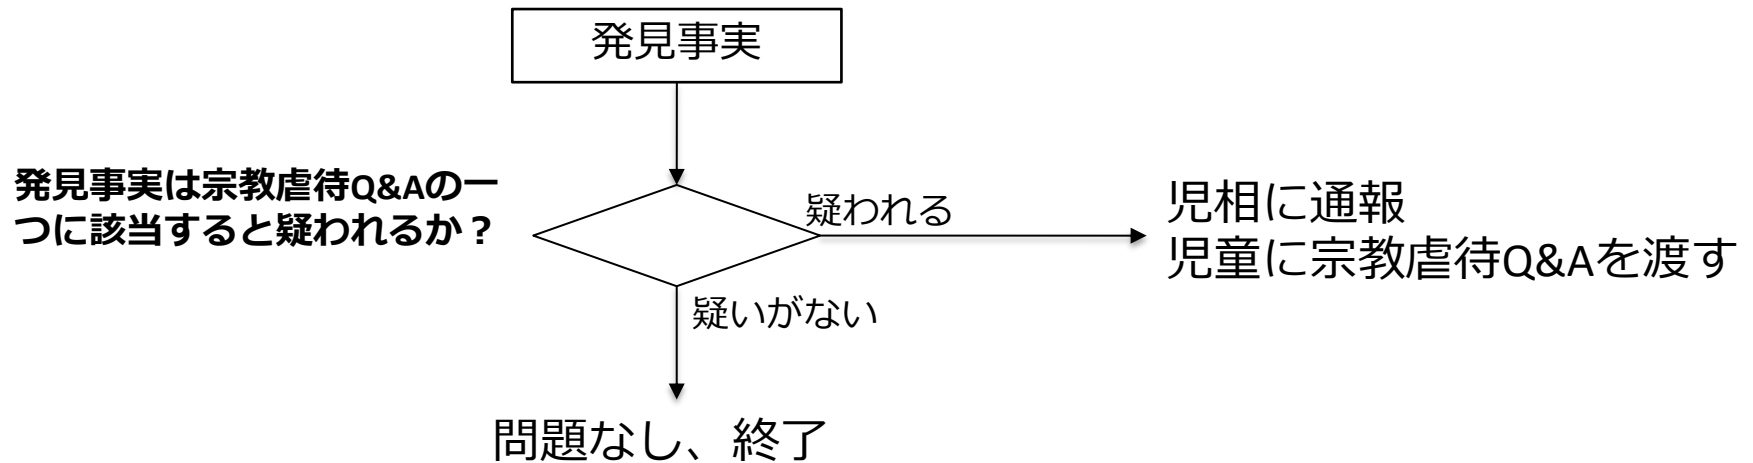 発見事実
発見事実は宗教虐待Q&Aの一
つに該当すると疑われるか？
疑われる
児相に通報
児童に宗教虐待Q&Aを渡す
疑いがない
問題なし、終了